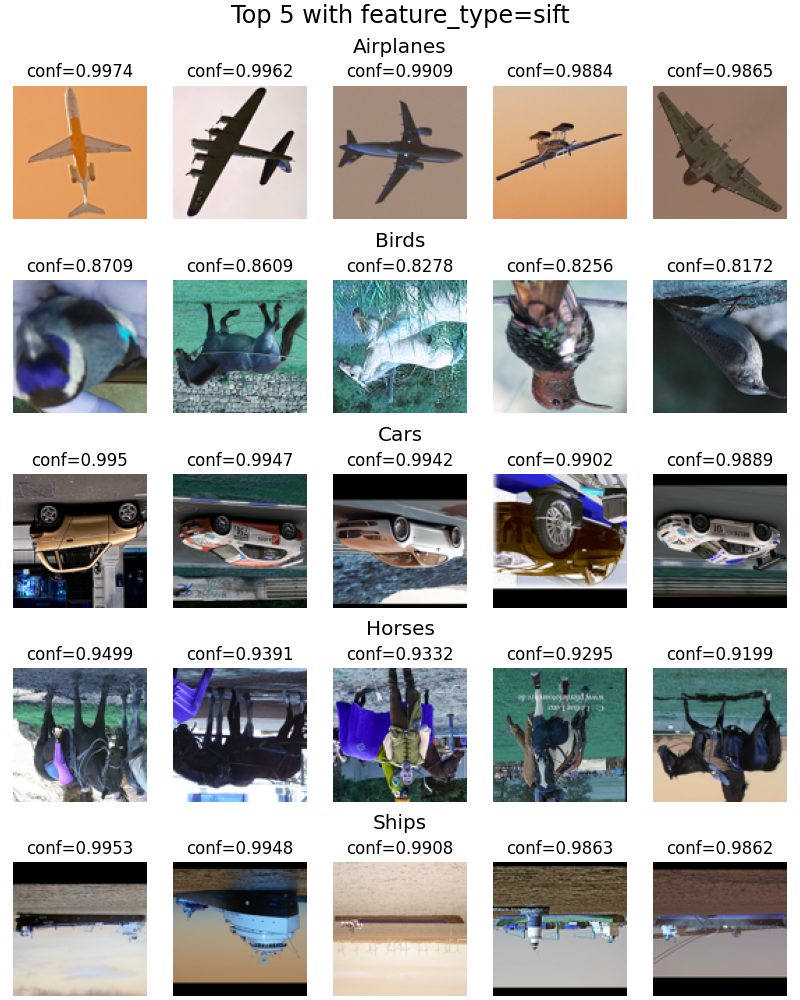 Top 5 with feature_type=sift
Airplanes
conf=0.9974 conf=0.9962 conf=0.9909 conf=0.9884 conf=0.9865
Birds
conf=0.8709 conf=0.8609 conf=0.8278 conf=0.8256 conf=0.8172
Cars
conf=0.995 conf=0.9947 conf=0.9942 conf=0.9902 conf=0.9889
Horses
conf=0.9499 conf=0.9391 conf=0.9332 conf=0.9295 conf=0.9199
Ships
conf=0.9953 conf=0.9948 conf=0.9908 conf=0.9863 conf=0.9862